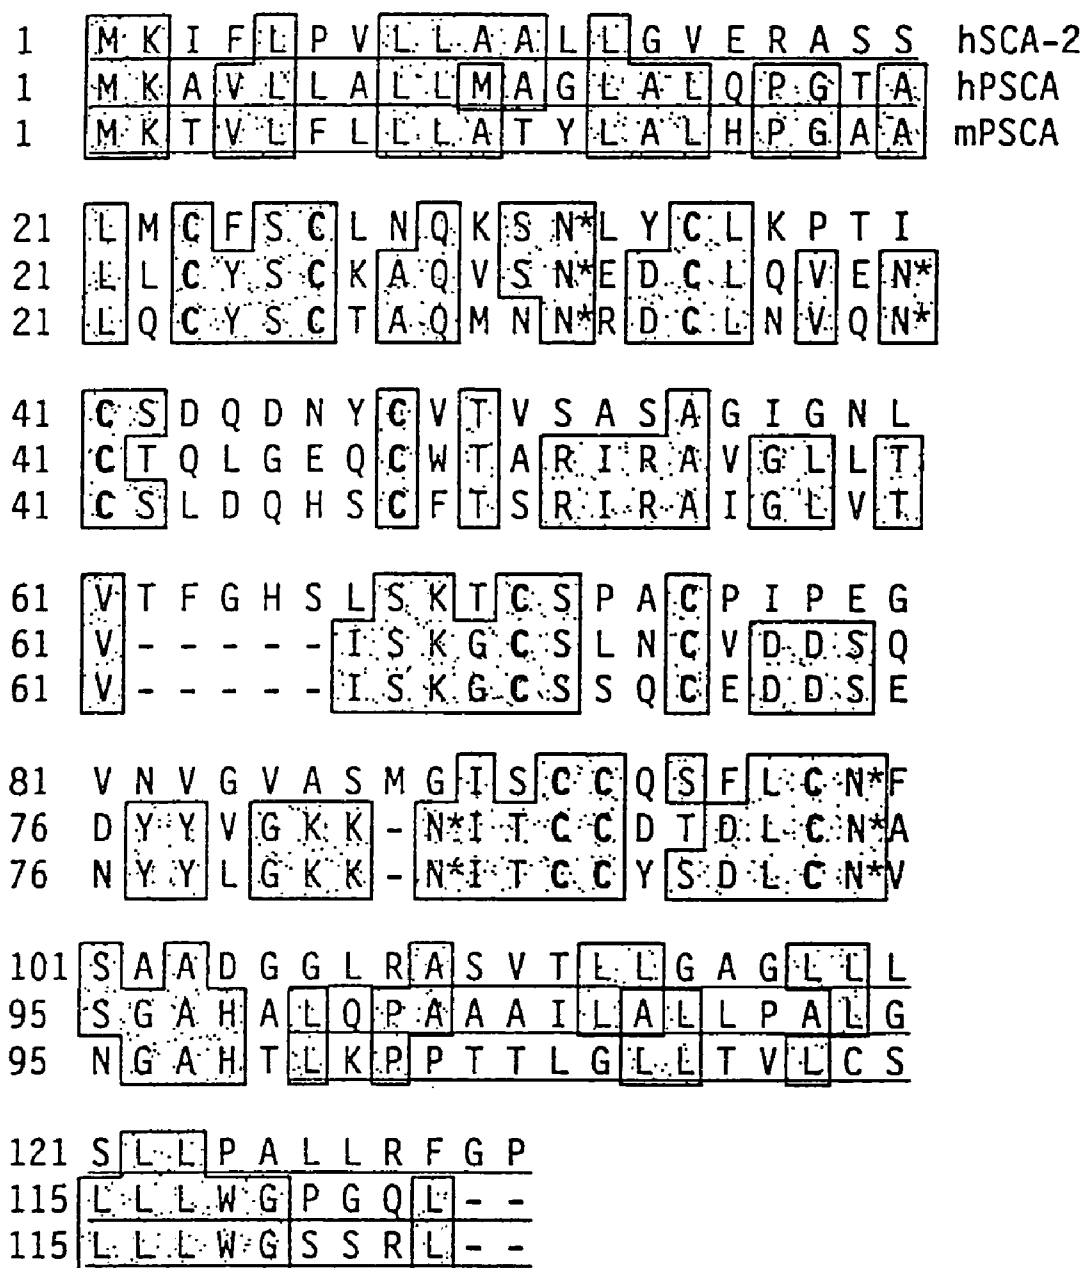 1 M K I F L P V L L A A L L G V E R A S S hSCA-2
1 M K A V L L A L L M A G L A L Q P G T A hPSCA
1 M K T V L F L L L A T Y L A L H P G A A mPSCA
21 L M C F S C L N Q K S N* L Y C L K P T I
21 L L C Y S C K A Q V S N* E D C L Q V E N*
21 L Q C Y S C T A Q M N N* R D C L N V Q N*
41 C S D Q D N Y C V T V S A S A G I G N L
41 C T Q L G E Q C W T A R I R A V G L L T
41 C S L D Q H S C F T S R I R A I G L V T
61 V T F G H S L S K T C S P A C P I P E G
61 V - - - - - I S K G C S L N C V D D S Q
61 V - - - - - I S K G C S S Q C E D D S E
81 V N V G V A S M G I S C C Q S F L C N* F
76 D Y Y V G K K - N* I T C C D T D L C N* A
76 N Y Y L G K K - N* I T C C Y S D L C N* V
101 S A A D G G L R A S V T L L G A G L L L
95 S G A H A L Q P A A A I L A L L P A L G
95 N G A H T L K P P T T L G L L T V L C S
121 S L L P A L L R F G P
115 L L L W G P G Q L - -
115 L L L W G S S R L - -